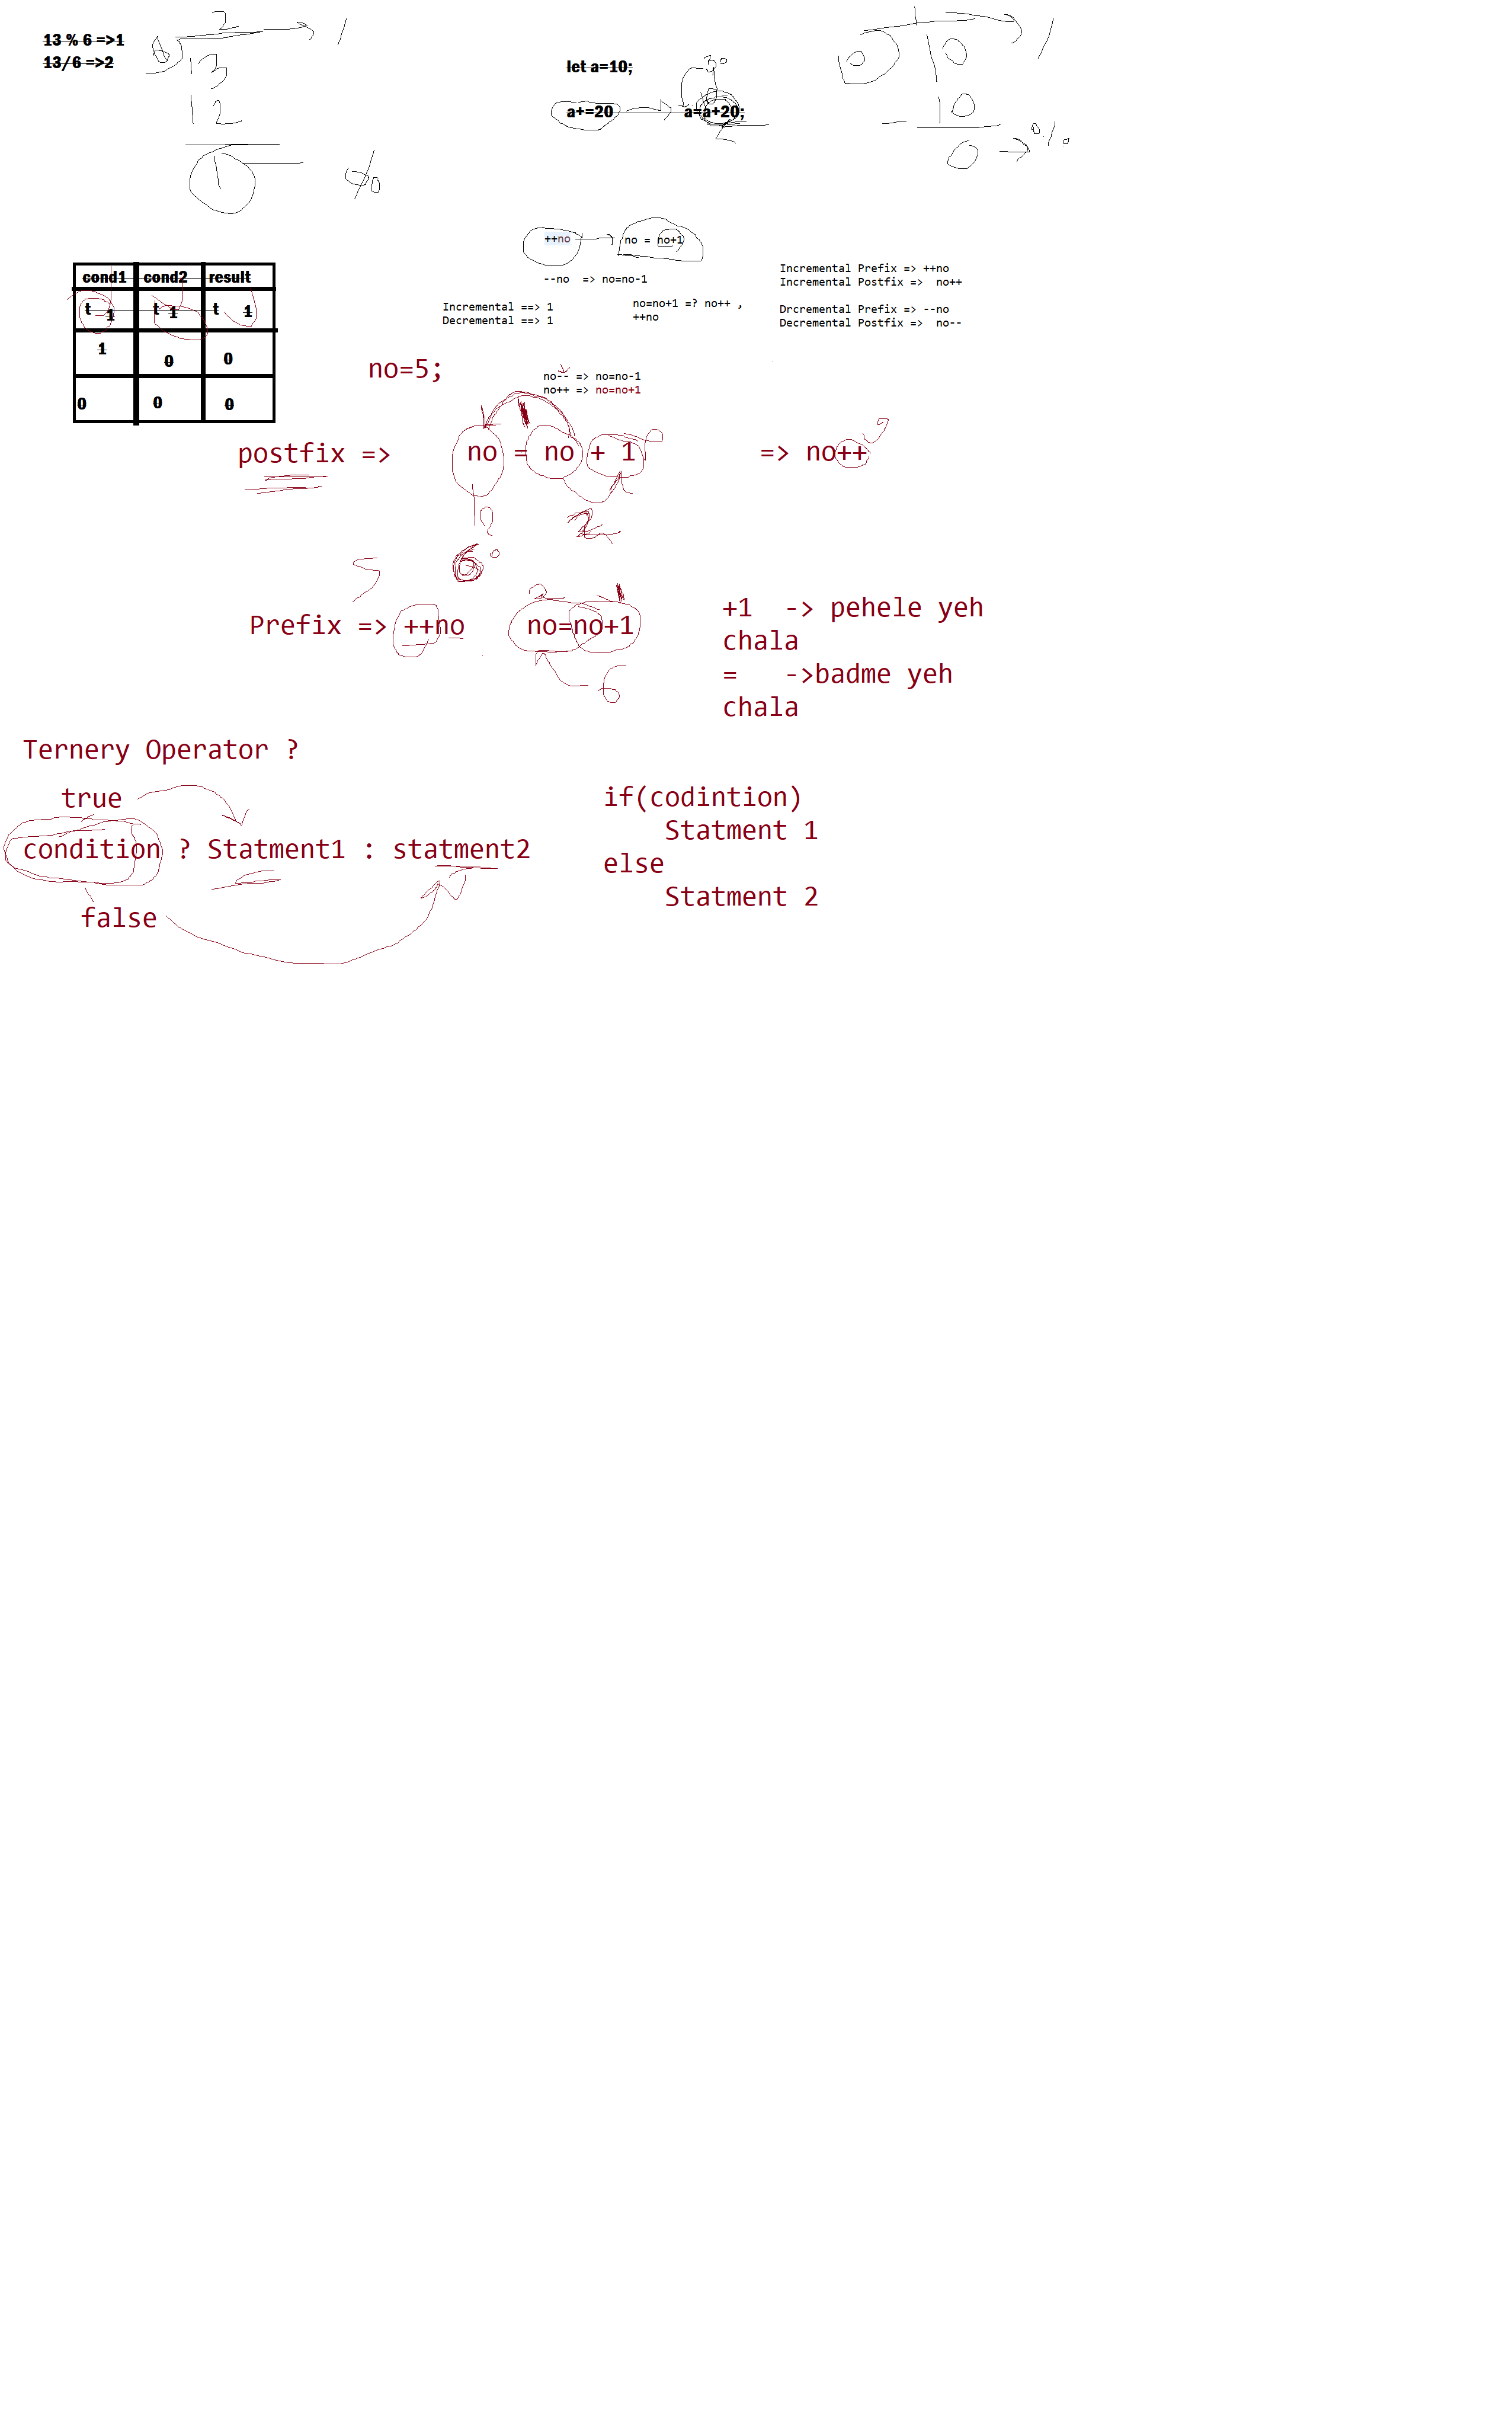 13 % 6 =>1
13/6 =>2
2
13
12
1
let a=10;
a+=20
a=a+20;
10
10
0
++no
no = no+1
--no  => no=no-1
Incremental Prefix => ++no
Incremental Postfix =>  no++
Incremental ==> 1
Decremental ==> 1
no=no+1 =? no++ ,
++no
Drcremental Prefix => --no
Decremental Postfix =>  no--
cond1 cond2 result
t 1 t 1 t 1
1 0 0
0 0 0
no=5;
no-- => no=no-1
no++ => no=no+1
postfix => no = no + 1 => no++
2
5
6
Prefix => ++no no=no+1
6
+1  -> pehele yeh
chala
=   ->badme yeh
chala
Ternery Operator ?
true
condition ? Statment1 : statment2
false
if(codintion)
Statment 1
else
Statment 2